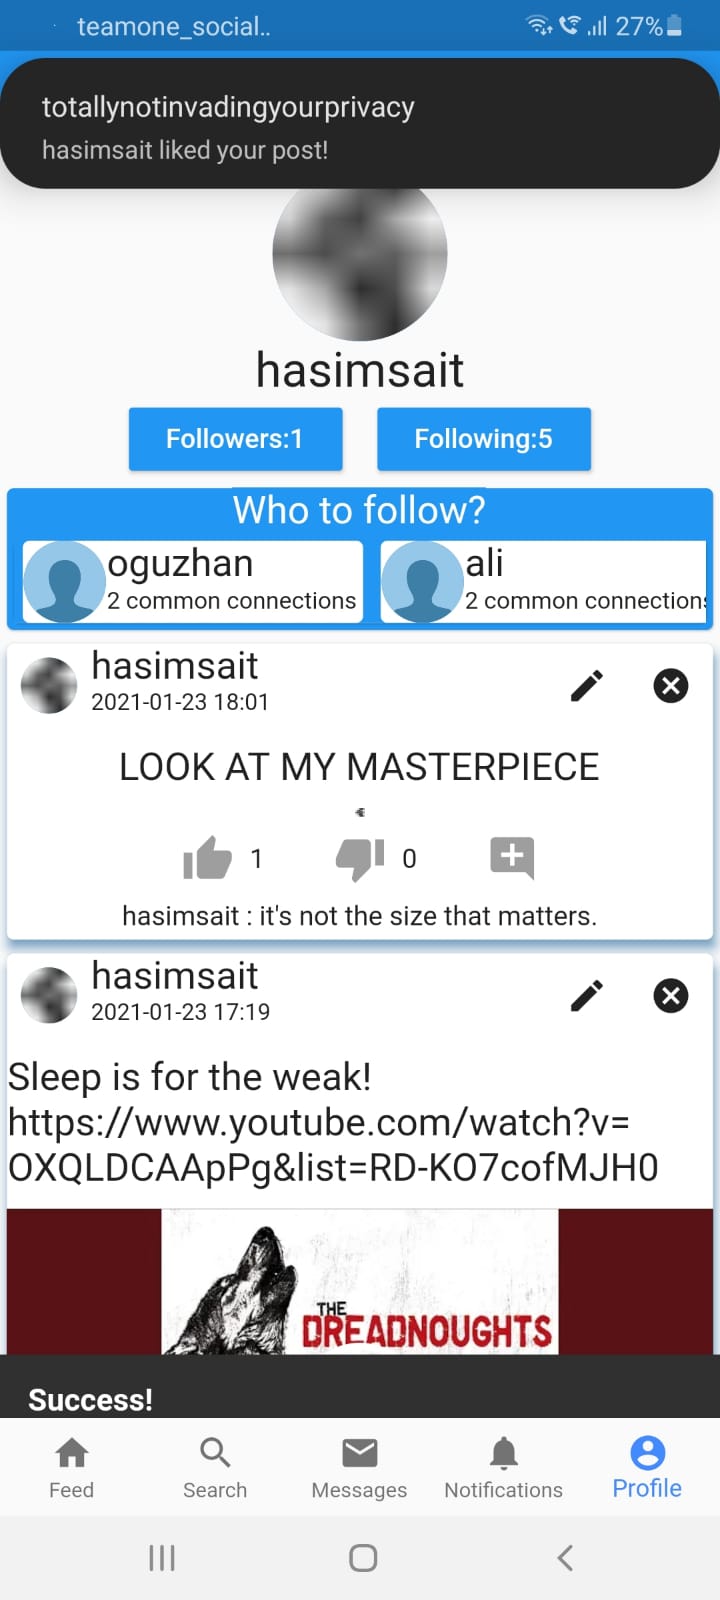 teamone_social..
27%
totallynotinvadingyourprivacy
hasimsait liked your post!
hasimsait
Followers:1
Following:5
Who to follow?
oguzhan
2 common connections
ali
2 common connections
hasimsait
2021-01-23 18:01
LOOK AT MY MASTERPIECE
1
0
hasimsait : it's not the size that matters.
hasimsait
2021-01-23 17:19
Sleep is for the weak!
https://www.youtube.com/watch?v=
OXQLDCAApPg&list=RD-KO7cofMJH0
THE
DREADNOUGHTS
Success!
Feed
Search
Messages
Notifications
Profile